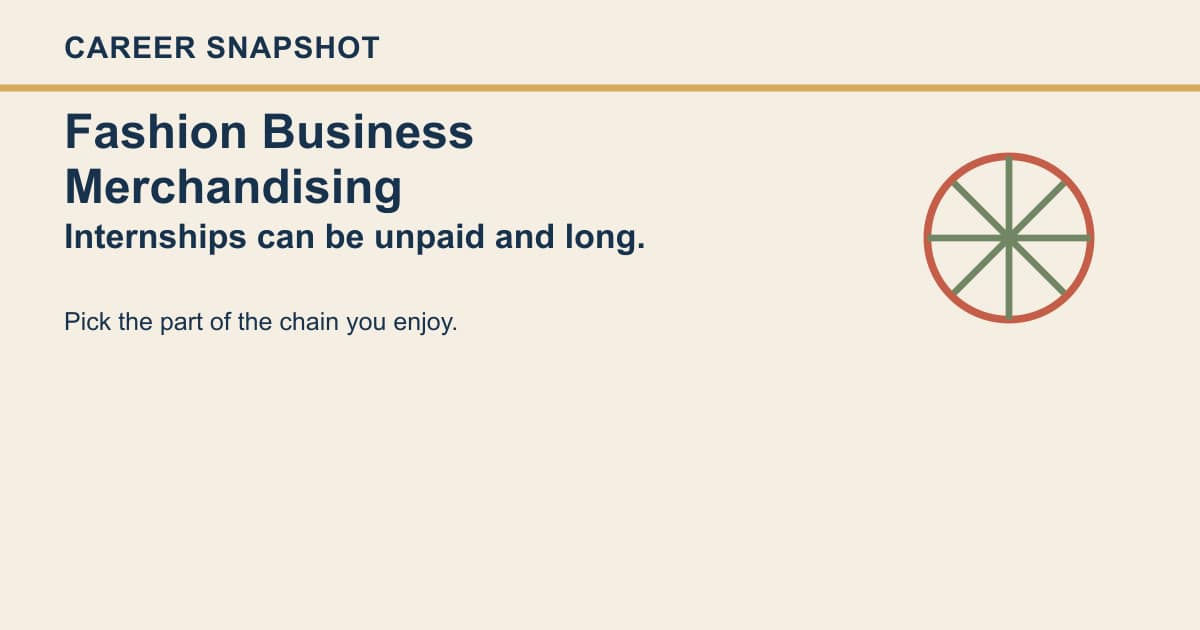 CAREER SNAPSHOT
Fashion Business
Merchandising
Internships can be unpaid and long.
Pick the part of the chain you enjoy.